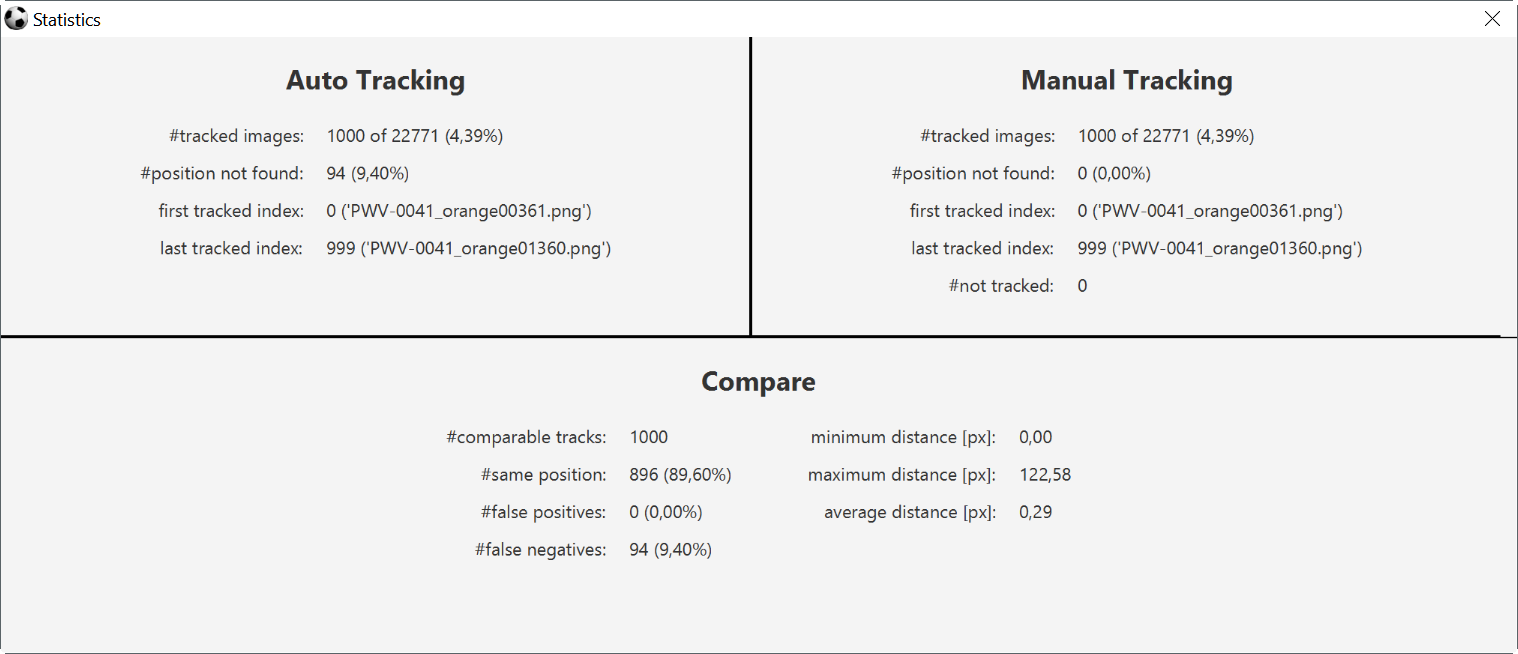 Statistics
Auto Tracking
#tracked images: 1000 of 22771 (4,39%)
#position not found: 94 (9,40%)
first tracked index: 0 ('PWV-0041_orange00361.png')
last tracked index: 999 ('PWV-0041_orange01360.png')
Manual Tracking
#tracked images: 1000 of 22771 (4,39%)
#position not found: 0 (0,00%)
first tracked index: 0 ('PWV-0041_orange00361.png')
last tracked index: 999 ('PWV-0041_orange01360.png')
#not tracked: 0
Compare
#comparable tracks: 1000
#same position: 896 (89,60%)
#false positives: 0 (0,00%)
#false negatives: 94 (9,40%)
minimum distance [px]: 0,00
maximum distance [px]: 122,58
average distance [px]: 0,29